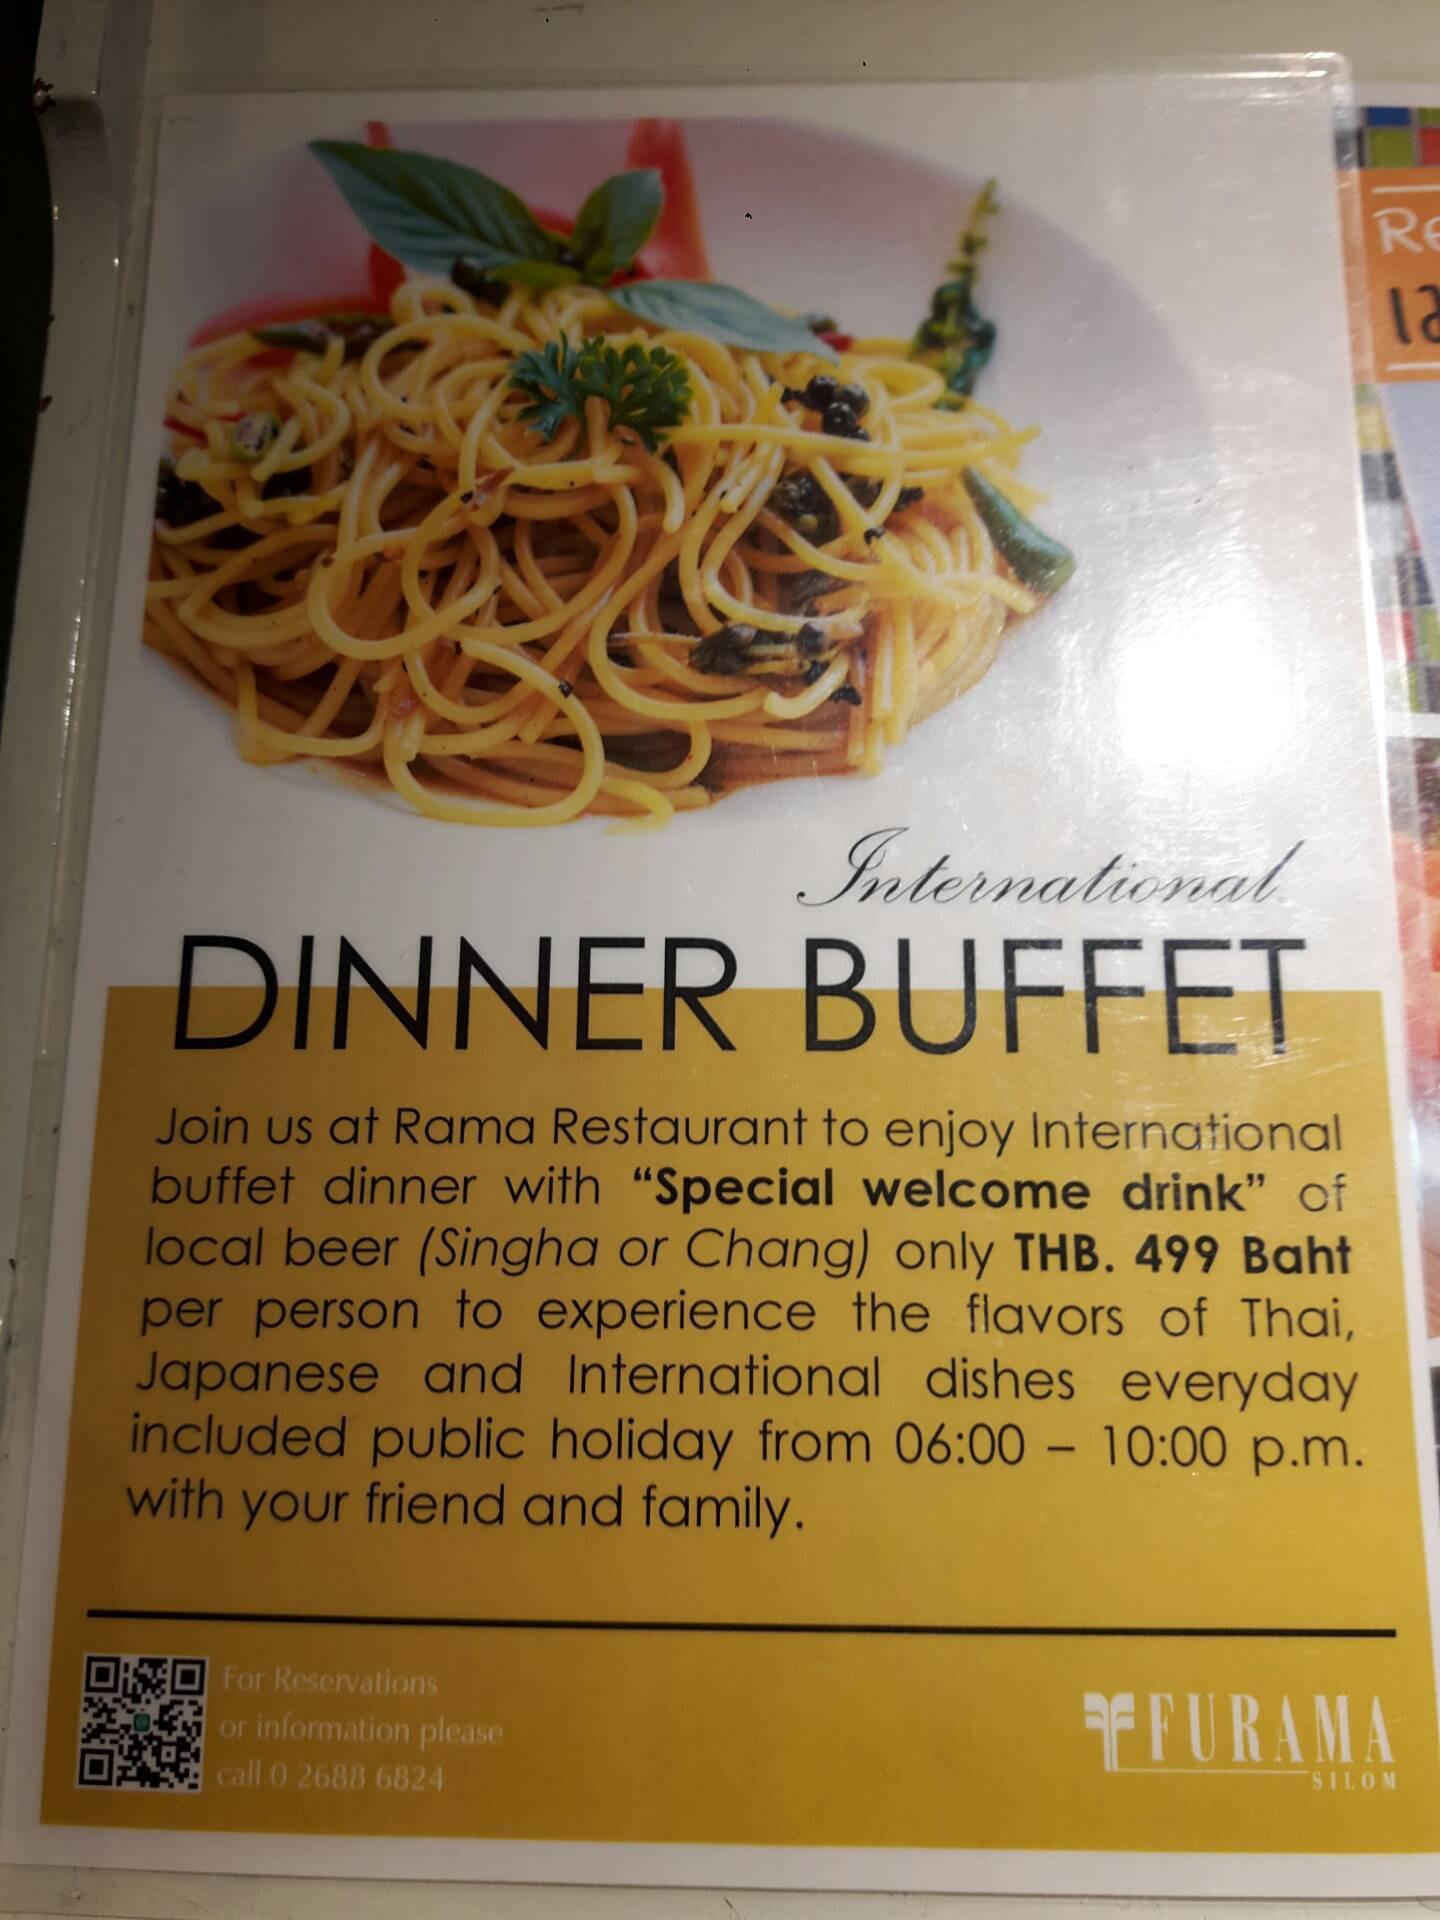 International
DINNER BUFFET
Join us at Rama Restaurant to enjoy International
buffet dinner with “Special welcome drink” of
local beer (Singha or Chang) only THB. 499 Baht
per person to experience the flavors of Thai,
Japanese and International dishes everyday
included public holiday from 06:00 – 10:00 p.m.
with your friend and family.
For Reservations
or information please
call 0 2688 6824
FURAMA
SILOM